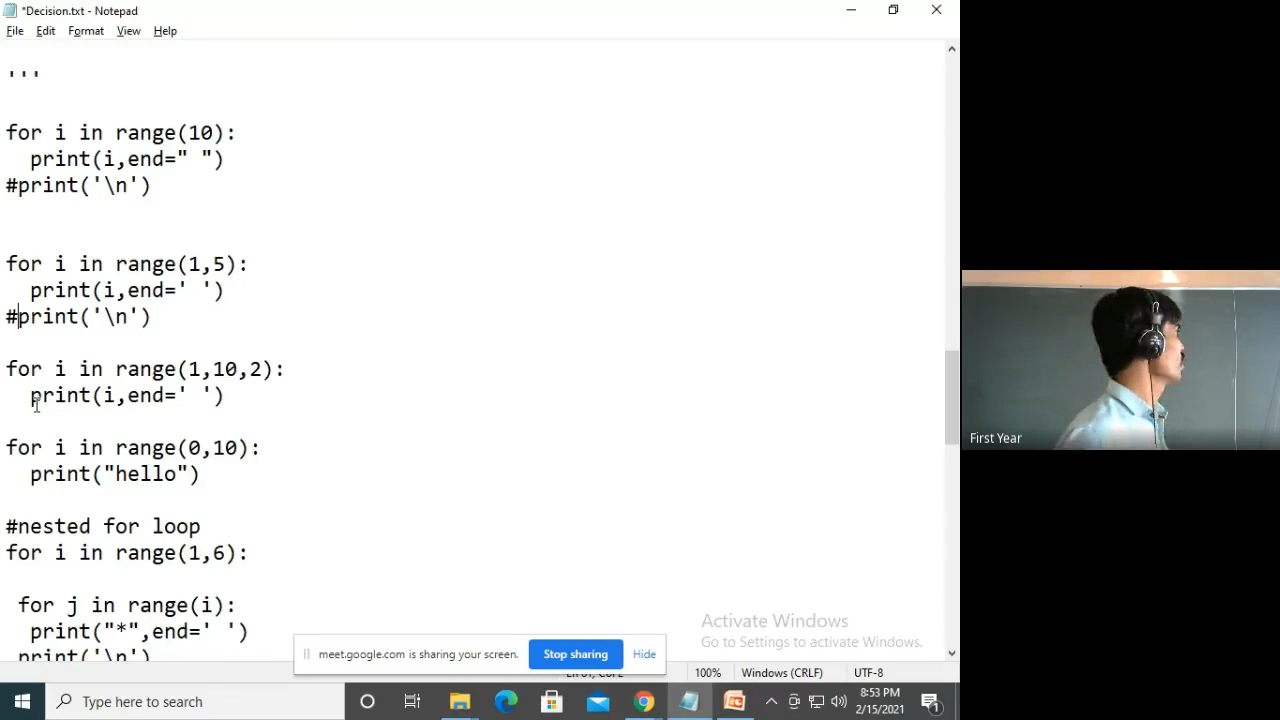 *Decision.txt - Notepad
File Edit Format View Help
'''
for i in range(10):
print(i,end=" ")
#print('\n')
for i in range(1,5):
print(i,end=' ')
#print('\n')
for i in range(1,10,2):
print(i,end=' ')
for i in range(0,10):
print("hello")
#nested for loop
for i in range(1,6):
for j in range(i):
print("*",end=' ')
print('\n')
Activate Windows
Go to Settings to activate Windows.
meet.google.com is sharing your screen. Stop sharing Hide
100% Windows (CRLF) UTF-8
Type here to search
8:53 PM
2/15/2021
1
First Year